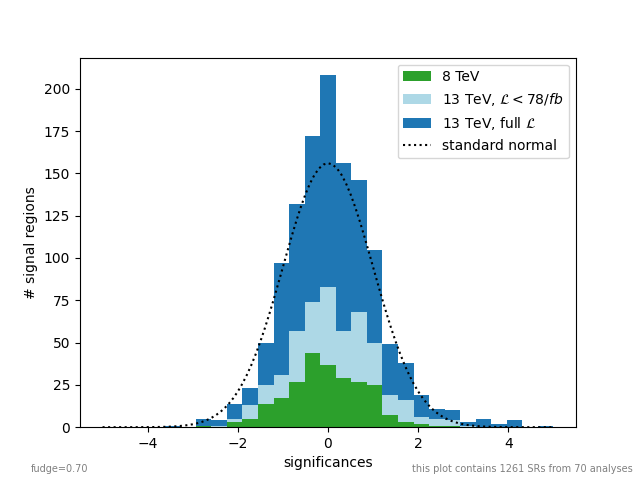 8 TeV
13 TeV, ℒ < 78/fb
13 TeV, full ℒ
standard normal
# signal regions
200
175
150
125
100
75
50
25
0
−4
−2
0
2
4
significances
fudge=0.70
this plot contains 1261 SRs from 70 analyses